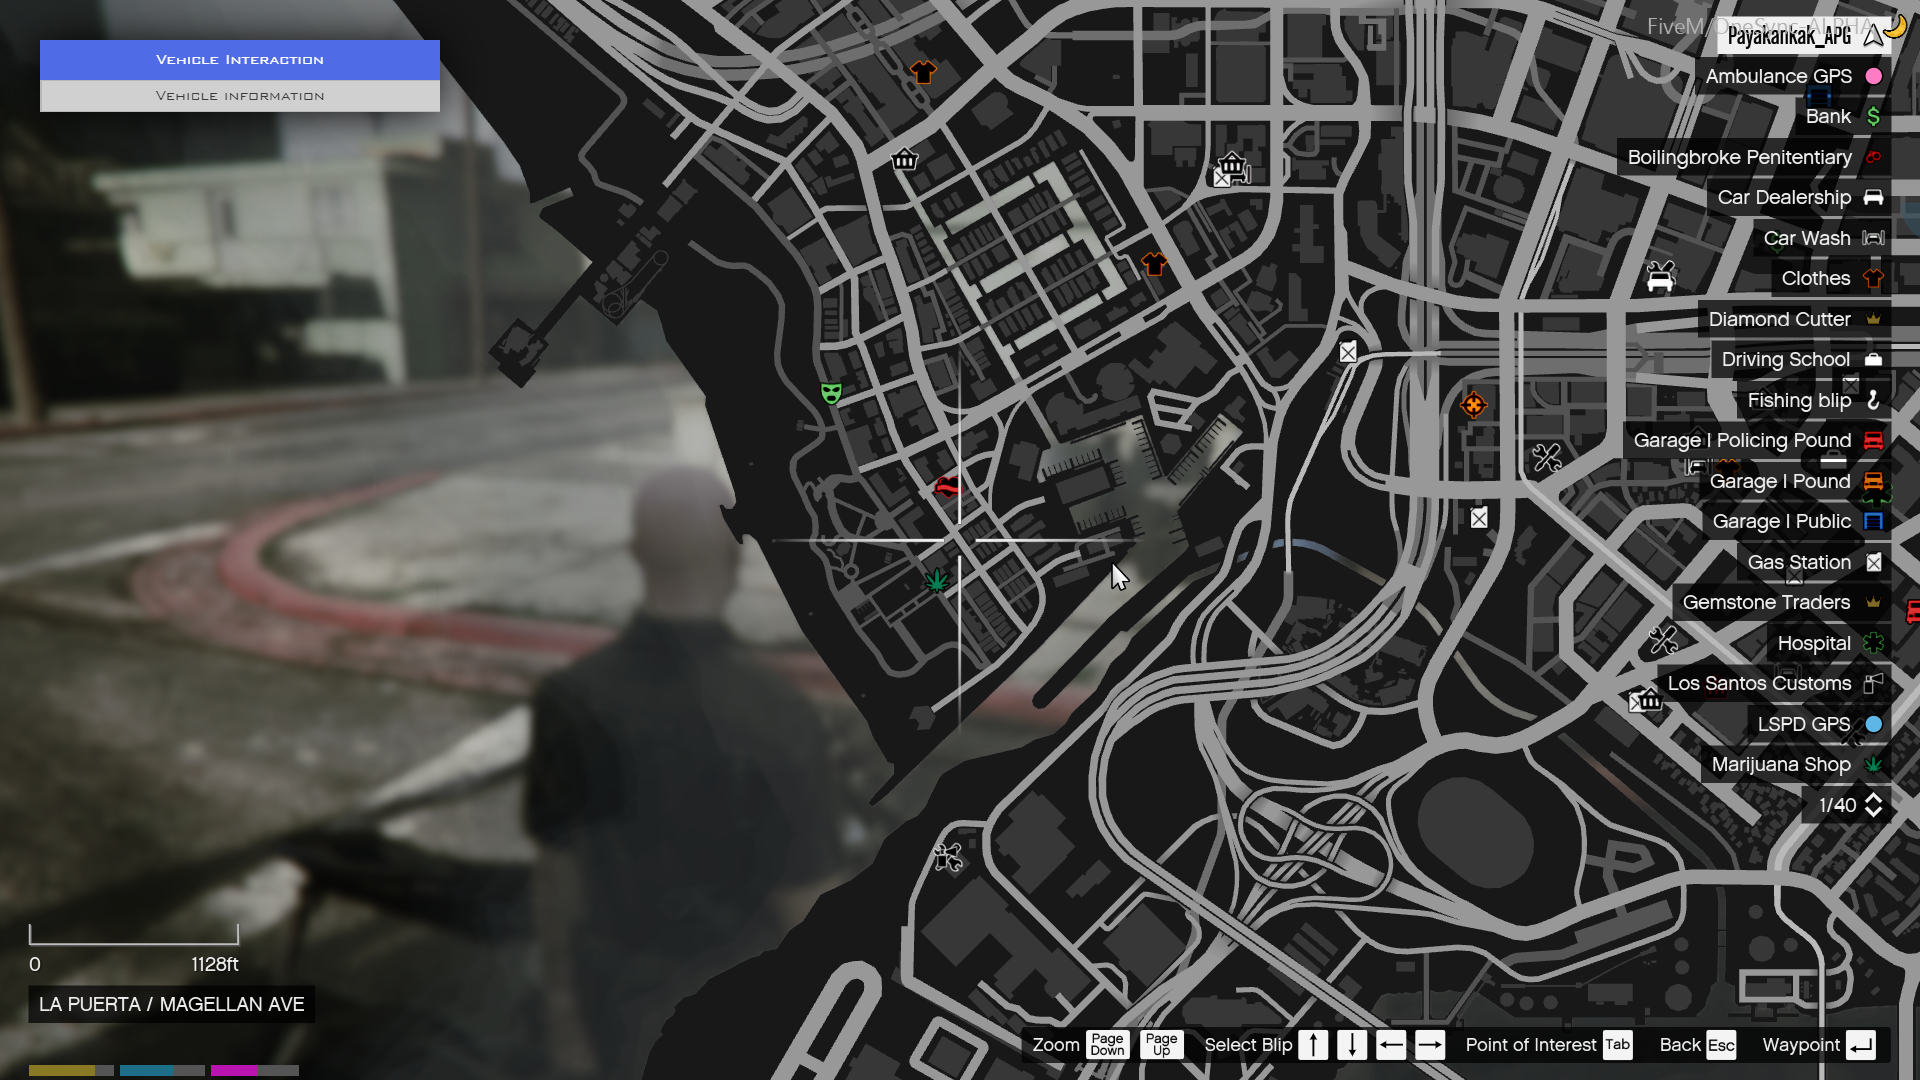 FiveM/OneSync-ALPHA
Payakankak_APG
VEHICLE INTERACTION
VEHICLE INFORMATION
Ambulance GPS
Bank
Boilingbroke Penitentiary
Car Dealership
Car Wash
Clothes
Diamond Cutter
Driving School
Fishing blip
Garage | Policing Pound
Garage | Pound
Garage | Public
Gas Station
Gemstone Traders
Hospital
Los Santos Customs
LSPD GPS
Marijuana Shop
1/40
0 1128ft
LA PUERTA / MAGELLAN AVE
Zoom Page Down Page Up Select Blip ↑ ↓ ← → Point of Interest Tab Back Esc Waypoint